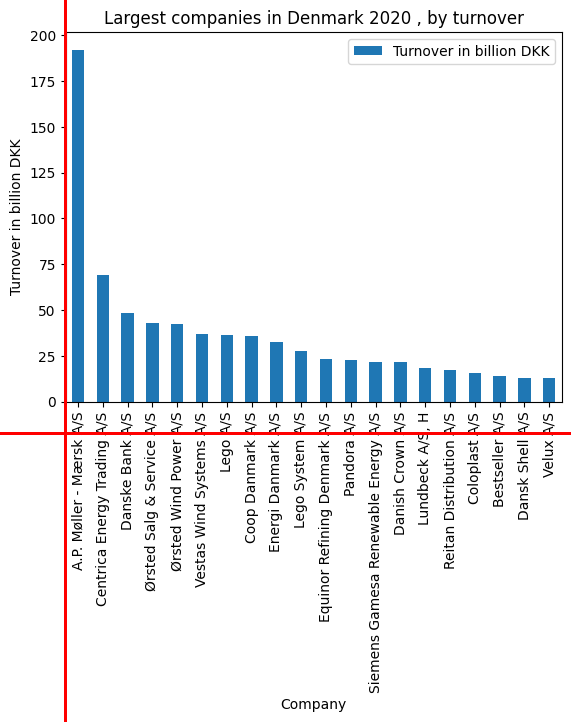 Largest companies in Denmark 2020 , by turnover
Turnover in billion DKK
Turnover in billion DKK
200
175
150
125
100
75
50
25
0
A.P. Møller - Mærsk A/S
Centrica Energy Trading A/S
Danske Bank A/S
Ørsted Salg & Service A/S
Ørsted Wind Power A/S
Vestas Wind Systems A/S
Lego A/S
Coop Danmark A/S
Energi Danmark A/S
Lego System A/S
Equinor Refining Denmark A/S
Pandora A/S
Siemens Gamesa Renewable Energy A/S
Danish Crown A/S
Lundbeck A/S, H
Reitan Distribution A/S
Coloplast A/S
Bestseller A/S
Dansk Shell A/S
Velux A/S
Company